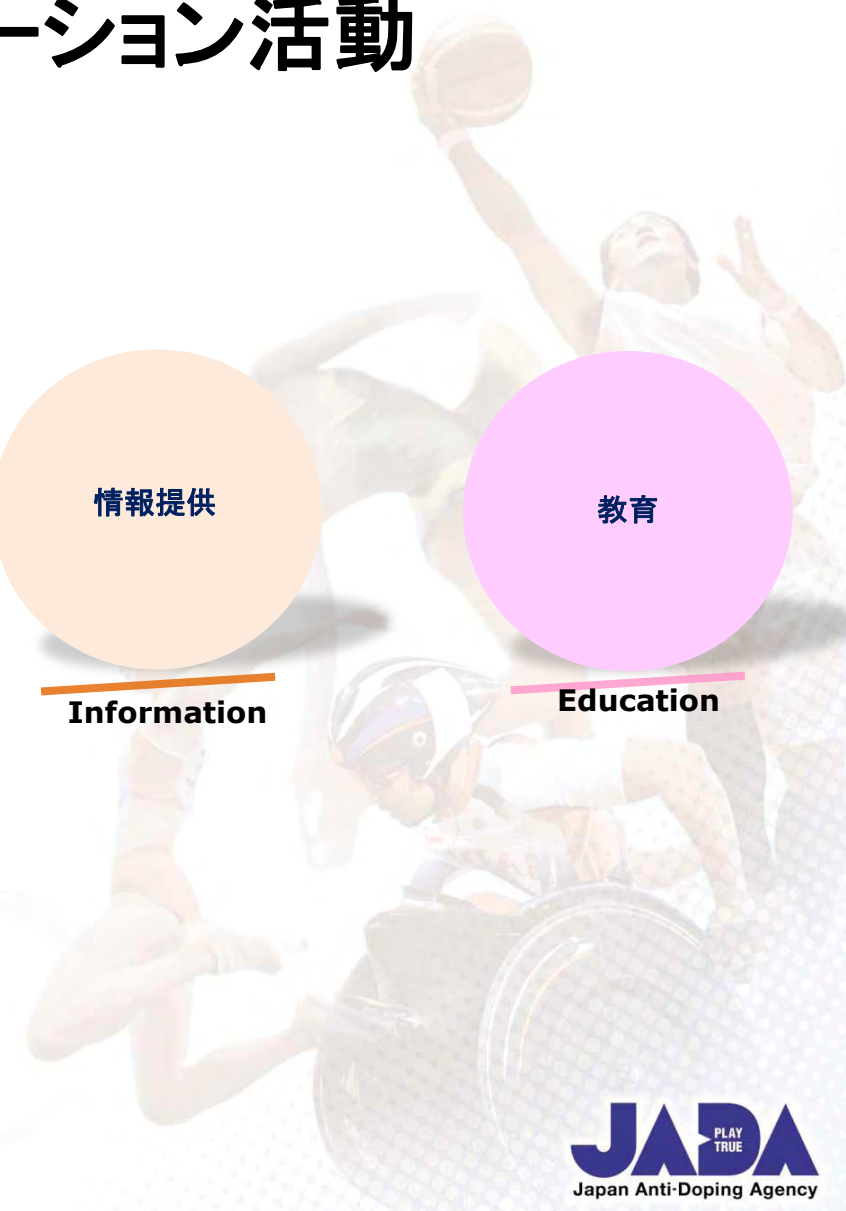 ーション活動
情報提供
教育
Information
Education
JADA
PLAY
TRUE
Japan Anti-Doping Agency